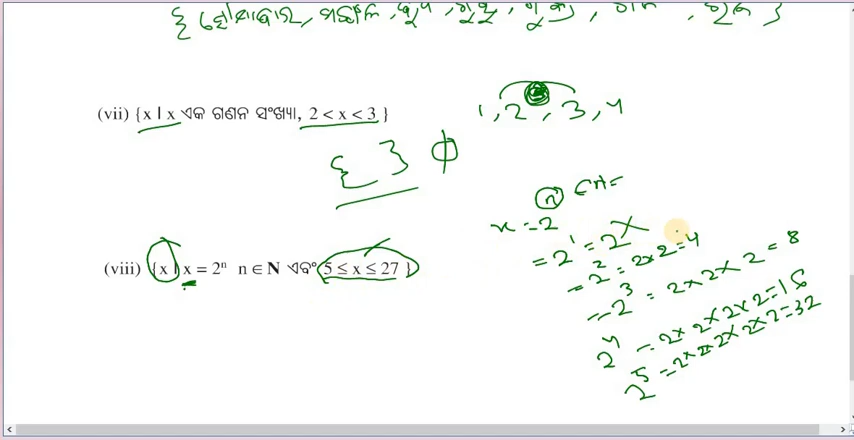 (vii) {x | x ଏକ ଗଣନ ସଂଖ୍ୟା, 2 < x < 3 }
1, 2, 3, 4
{ } ϕ
n
x = 2
= 2¹ = 2 ×
= 2² = 2×2=4
= 2³ = 2×2×2=8
2⁴ = 2×2×2×2=16
2⁵ = 2×2×2×2×2=32
(viii) {x | x = 2ⁿ n ∈ N ଏବଂ 5 ≤ x ≤ 27 }